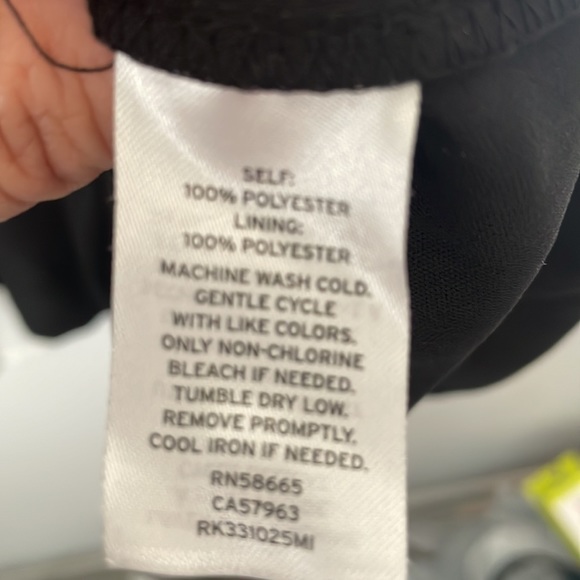 SELF:
100% POLYESTER
LINING:
100% POLYESTER
MACHINE WASH COLD.
GENTLE CYCLE
WITH LIKE COLORS.
ONLY NON-CHLORINE
BLEACH IF NEEDED.
TUMBLE DRY LOW.
REMOVE PROMPTLY.
COOL IRON IF NEEDED.
RN58665
CA57963
RK331025MI